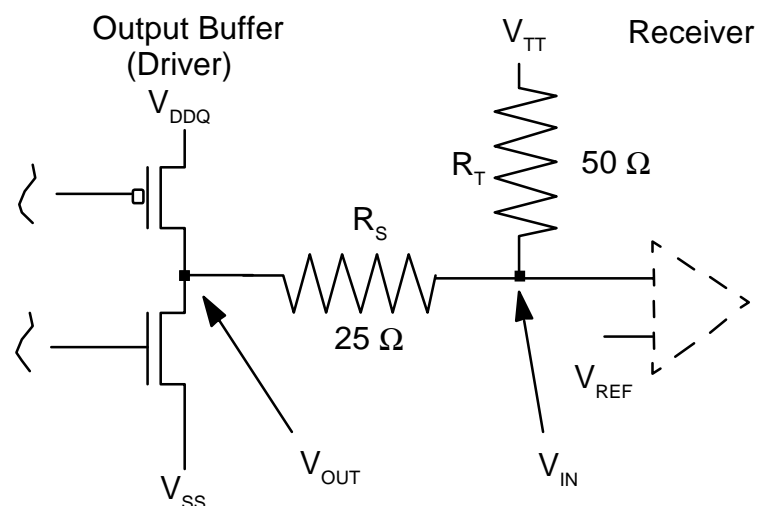 Output Buffer
(Driver)
V_TT
Receiver
V_DDQ
R_T
50 Ω
R_S
25 Ω
V_REF
V_OUT
V_IN
V_SS